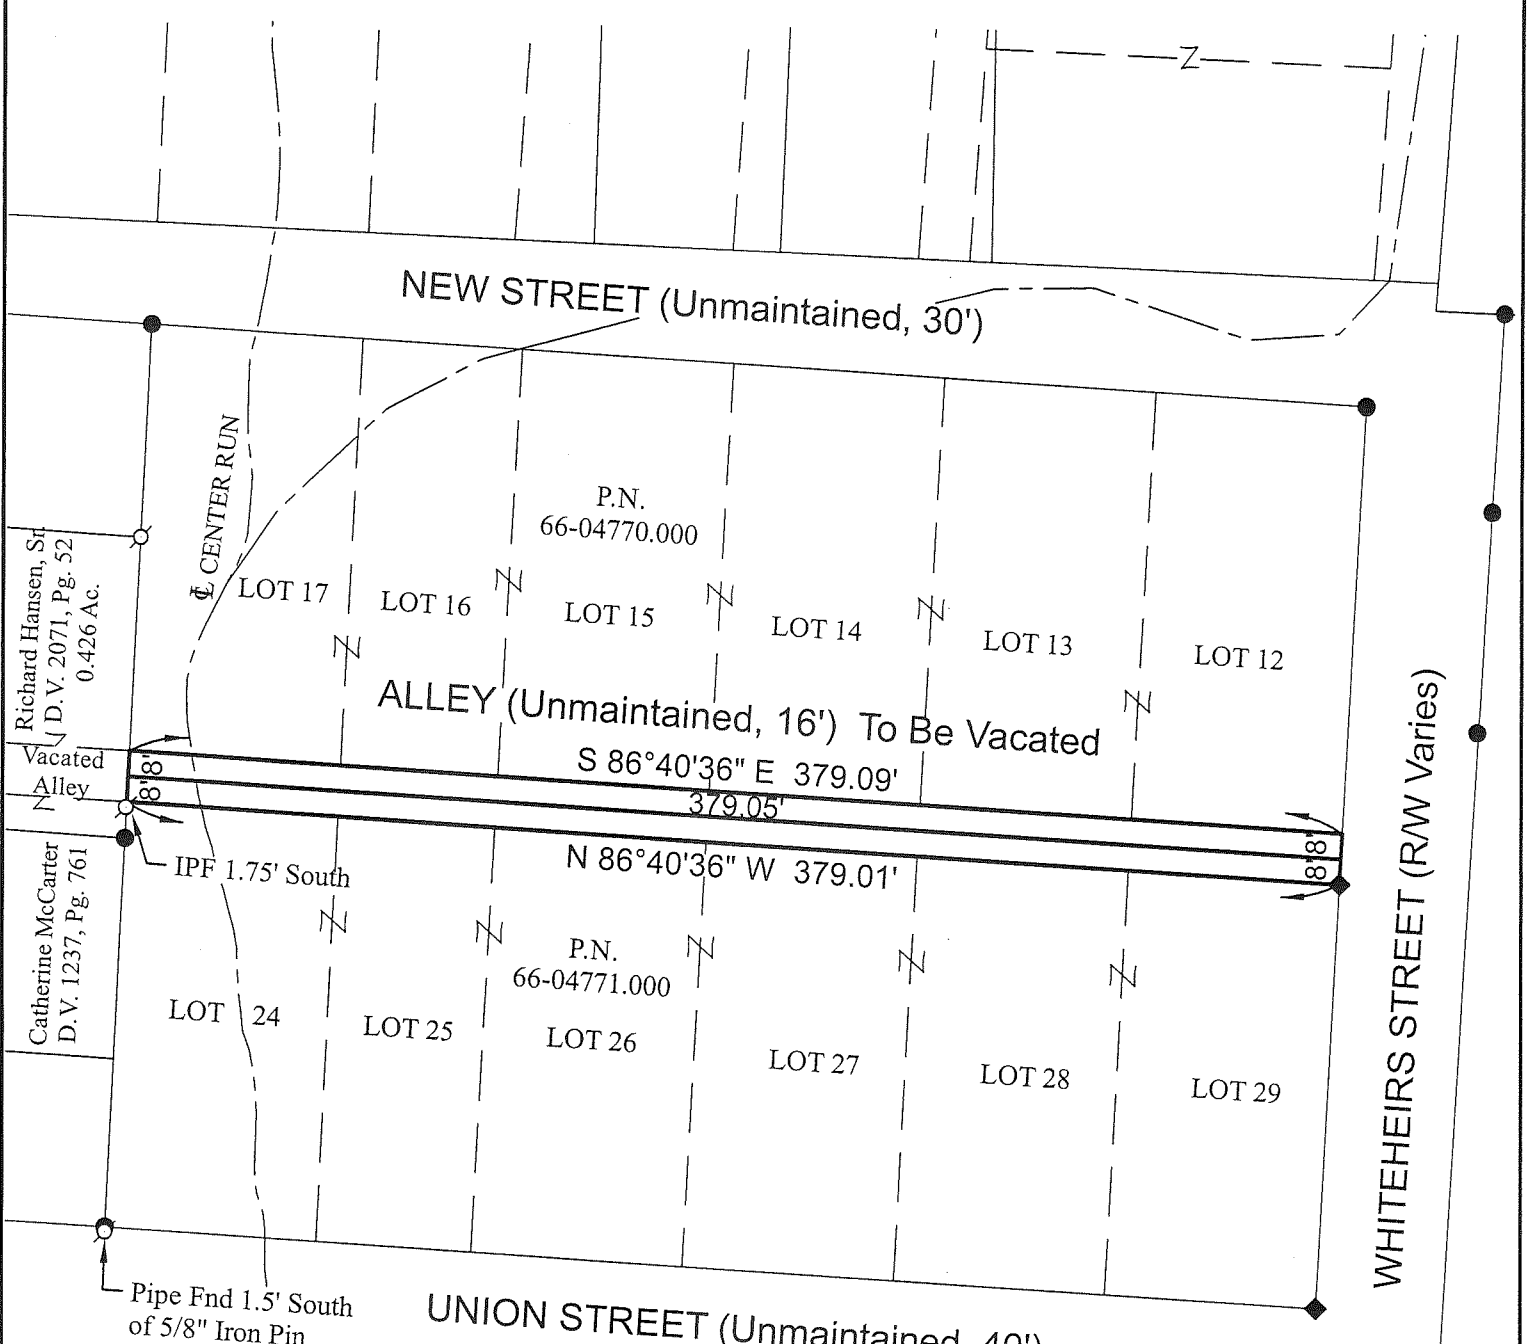 Z
NEW STREET (Unmaintained, 30')
℄ CENTER RUN
P.N.
66-04770.000
LOT 17
LOT 16
LOT 15
LOT 14
LOT 13
LOT 12
Richard Hansen, Sr.
D.V. 2071, Pg. 52
0.426 Ac.
ALLEY (Unmaintained, 16') To Be Vacated
Vacated
Alley
8'
8'
S 86°40'36" E 379.09'
379.05'
N 86°40'36" W 379.01'
8'
8'
IPF 1.75' South
Catherine McCarter
D.V. 1237, Pg. 761
P.N.
66-04771.000
LOT 24
LOT 25
LOT 26
LOT 27
LOT 28
LOT 29
WHITEHEIRS STREET (R/W Varies)
Pipe Fnd 1.5' South
of 5/8" Iron Pin
UNION STREET (Unmaintained, 40')